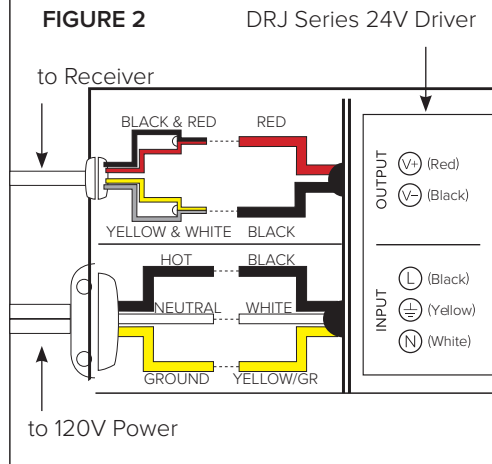 FIGURE 2
DRJ Series 24V Driver
to Receiver
BLACK & RED
RED
YELLOW & WHITE
BLACK
HOT
BLACK
NEUTRAL
WHITE
GROUND
YELLOW/GR
to 120V Power
OUTPUT
V+ (Red)
V− (Black)
INPUT
L (Black)
(Yellow)
N (White)